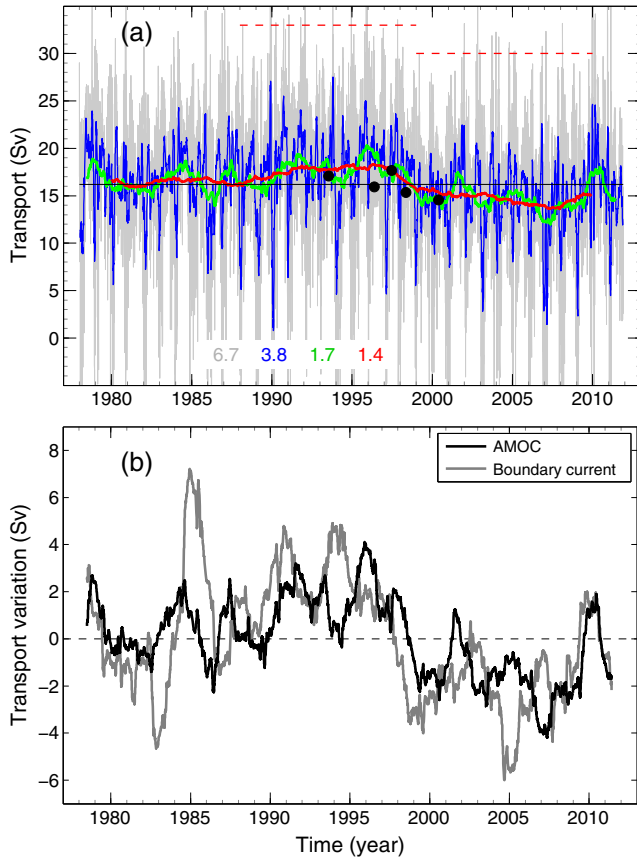 (a)
Transport (Sv)
30
25
20
15
10
5
0
6.7 3.8 1.7 1.4
1980 1985 1990 1995 2000 2005 2010
(b)
AMOC
Boundary current
Transport variation (Sv)
8
6
4
2
0
−2
−4
−6
1980 1985 1990 1995 2000 2005 2010
Time (year)